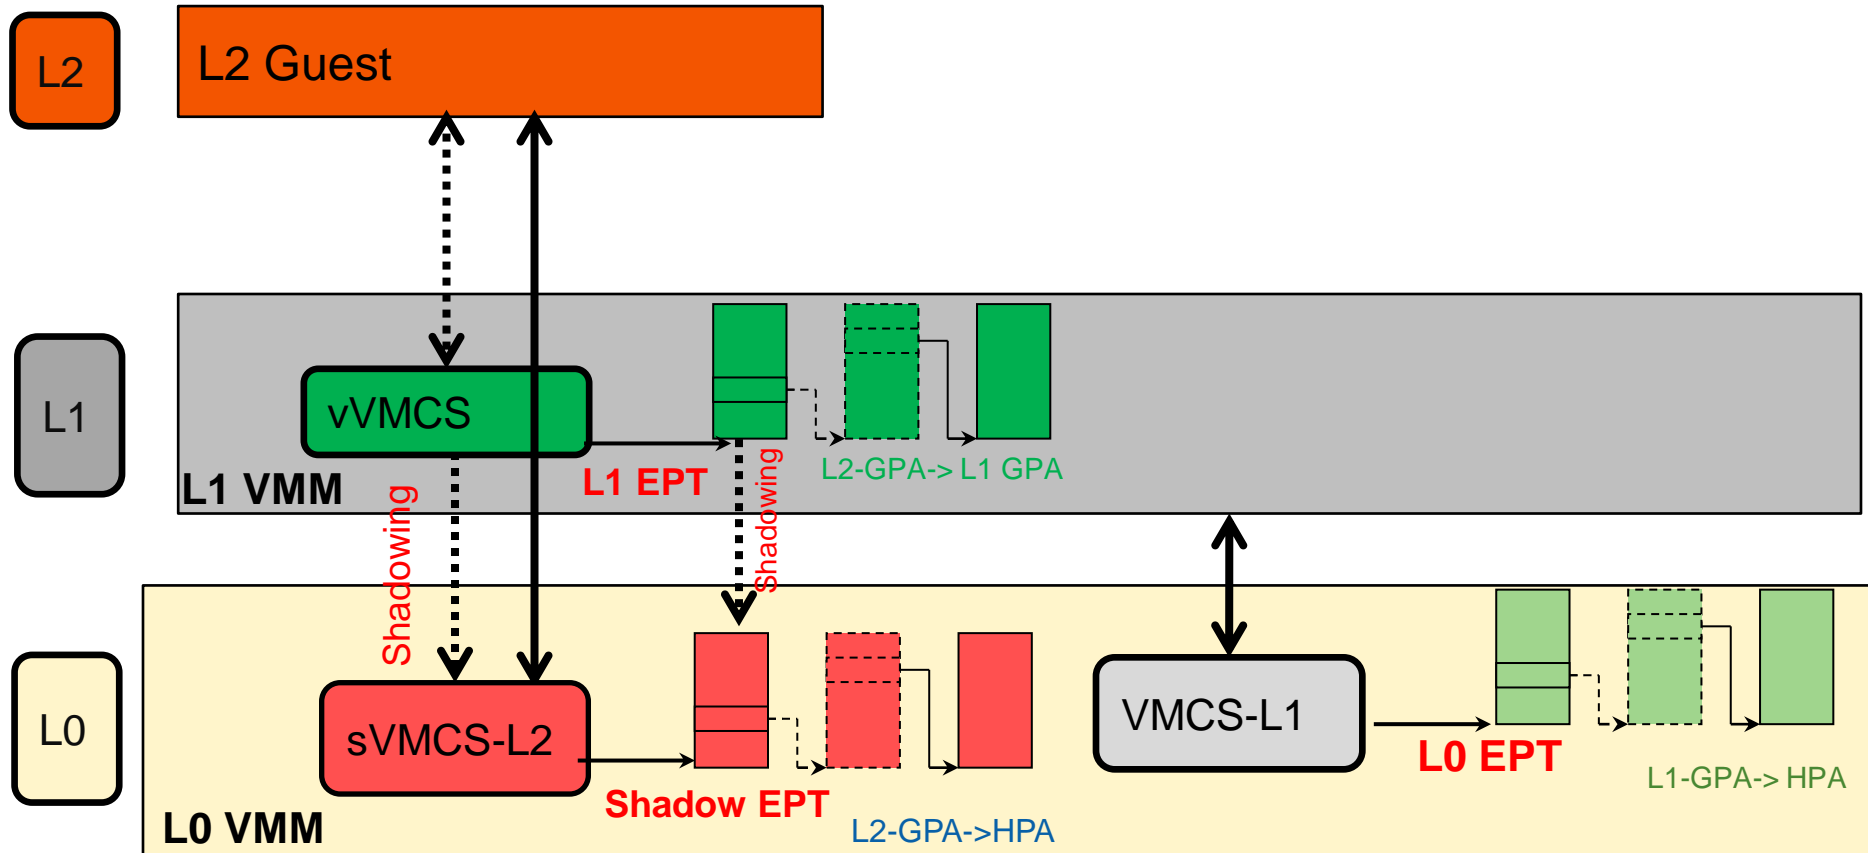 L2
L2 Guest
L1
vVMCS
L1 EPT
L2-GPA-> L1 GPA
L1 VMM
Shadowing
Shadowing
L0
sVMCS-L2
VMCS-L1
L0 EPT
L1-GPA-> HPA
Shadow EPT
L2-GPA->HPA
L0 VMM